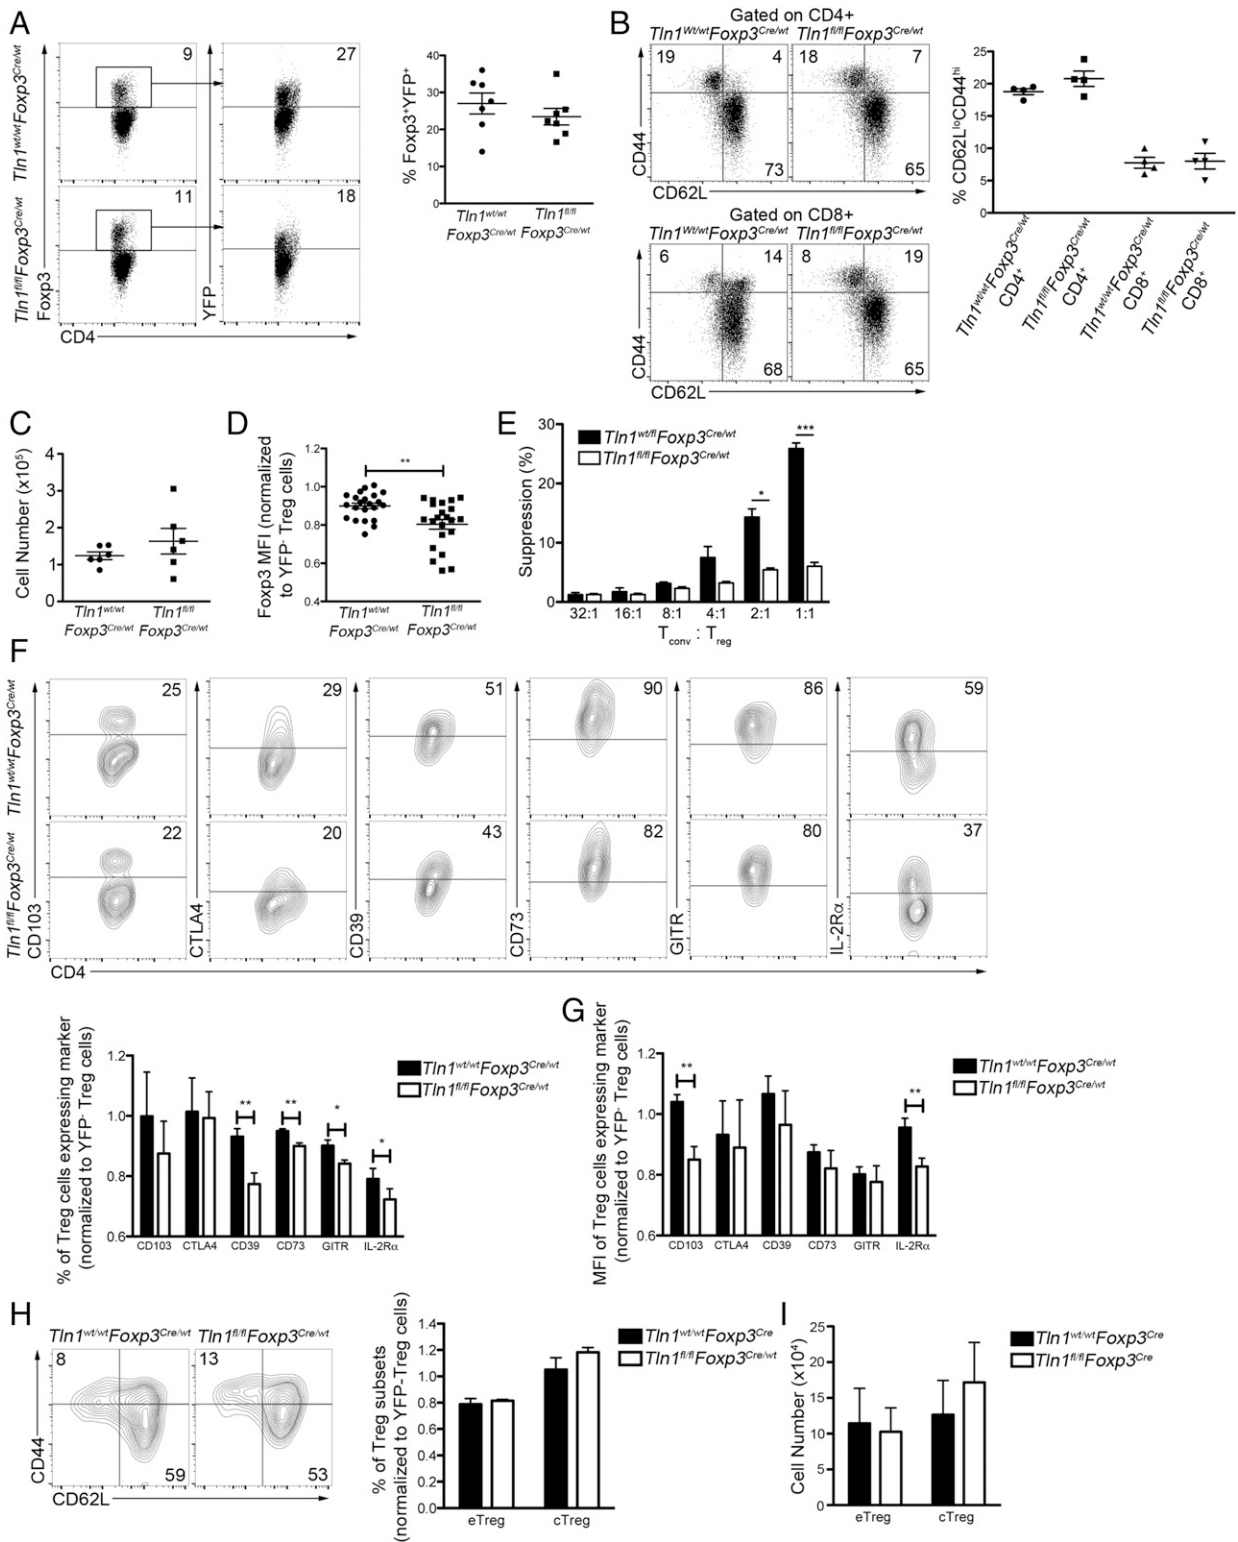 A
Tln1wt/wtFoxp3Cre/wt
Tln1fl/flFoxp3Cre/wt
Foxp3
9
27
11
18
YFP
CD4
% Foxp3+YFP+
40
30
20
10
0
Tln1wt/wt
Foxp3Cre/wt
Tln1fl/fl
Foxp3Cre/wt
B
Gated on CD4+
Tln1Wt/wtFoxp3Cre/wt
Tln1fl/flFoxp3Cre/wt
19
4
18
7
73
65
CD44
CD62L
Gated on CD8+
Tln1Wt/wtFoxp3Cre/wt
Tln1fl/flFoxp3Cre/wt
6
14
8
19
68
65
CD44
CD62L
% CD62LloCD44hi
25
20
15
10
5
0
Tln1wt/wtFoxp3Cre/wt
CD4+
Tln1fl/flFoxp3Cre/wt
CD4+
Tln1wt/wtFoxp3Cre/wt
CD8+
Tln1fl/flFoxp3Cre/wt
CD8+
C
Cell Number (x10⁵)
4
3
2
1
0
Tln1wt/wt
Foxp3Cre/wt
Tln1fl/fl
Foxp3Cre/wt
D
Foxp3 MFI (normalized
to YFP- Treg cells)
1.2
1.0
0.8
0.6
0.4
**
Tln1wt/wt
Foxp3Cre/wt
Tln1fl/fl
Foxp3Cre/wt
E
Suppression (%)
30
20
10
0
Tln1wt/flFoxp3Cre/wt
Tln1fl/flFoxp3Cre/wt
*
***
32:1 16:1 8:1 4:1 2:1 1:1
Tconv : Treg
F
Tln1wt/wtFoxp3Cre/wt
Tln1fl/flFoxp3Cre/wt
25
29
51
90
86
59
22
20
43
82
80
37
CD103
CTLA4
CD39
CD73
GITR
IL-2Rα
CD4
% of Treg cells expressing marker
(normalized to YFP- Treg cells)
1.2
1.0
0.8
0.6
** ** * *
CD103 CTLA4 CD39 CD73 GITR IL-2Rα
Tln1wt/wtFoxp3Cre/wt
Tln1fl/flFoxp3Cre/wt
G
MFI of Treg cells expressing marker
(normalized to YFP- Treg cells)
1.2
1.0
0.8
0.6
** **
CD103 CTLA4 CD39 CD73 GITR IL-2Rα
Tln1wt/wtFoxp3Cre/wt
Tln1fl/flFoxp3Cre/wt
H
Tln1wt/wtFoxp3Cre/wt
Tln1fl/flFoxp3Cre/wt
8
13
59
53
CD44
CD62L
% of Treg subsets
(normalized to YFP-Treg cells)
1.4
1.2
1.0
0.8
0.6
0.4
0.2
0.0
eTreg cTreg
Tln1wt/wtFoxp3Cre
Tln1fl/flFoxp3Cre/wt
I
Cell Number (x10⁴)
25
20
15
10
5
0
eTreg cTreg
Tln1wt/wtFoxp3Cre
Tln1fl/flFoxp3Cre